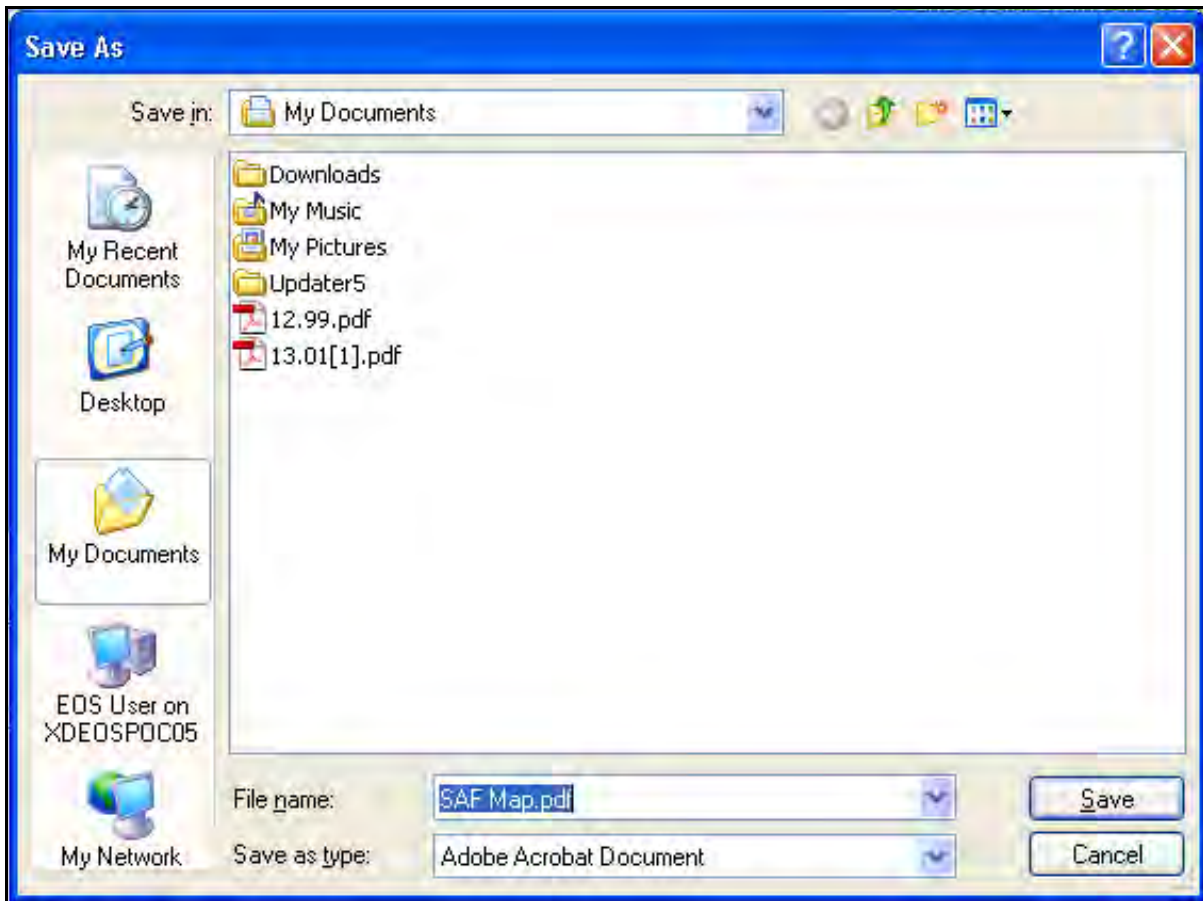 Save As
Save in: My Documents
My Recent
Documents
Desktop
My Documents
EOS User on
XDEOSPOC05
My Network
Downloads
My Music
My Pictures
Updater5
12.99.pdf
13.01[1].pdf
File name: SAF Map.pdf Save
Save as type: Adobe Acrobat Document Cancel